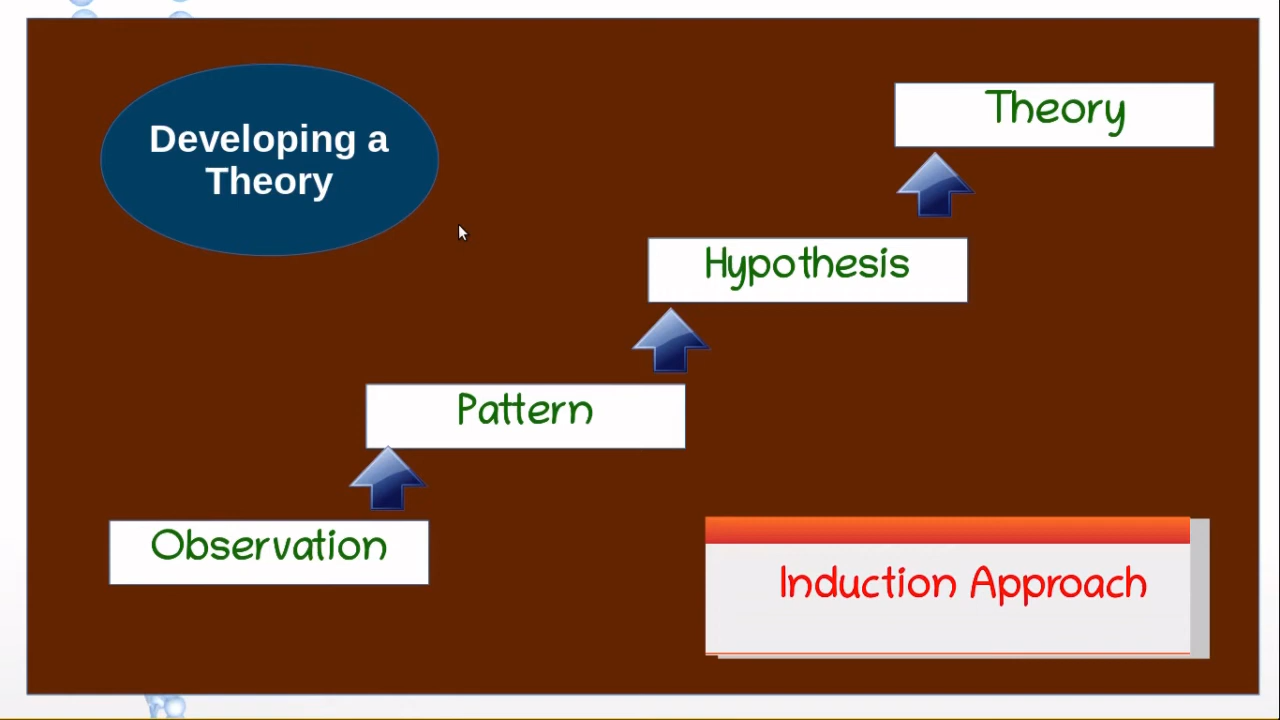 Developing a
Theory
Theory
Hypothesis
Pattern
Observation
Induction Approach